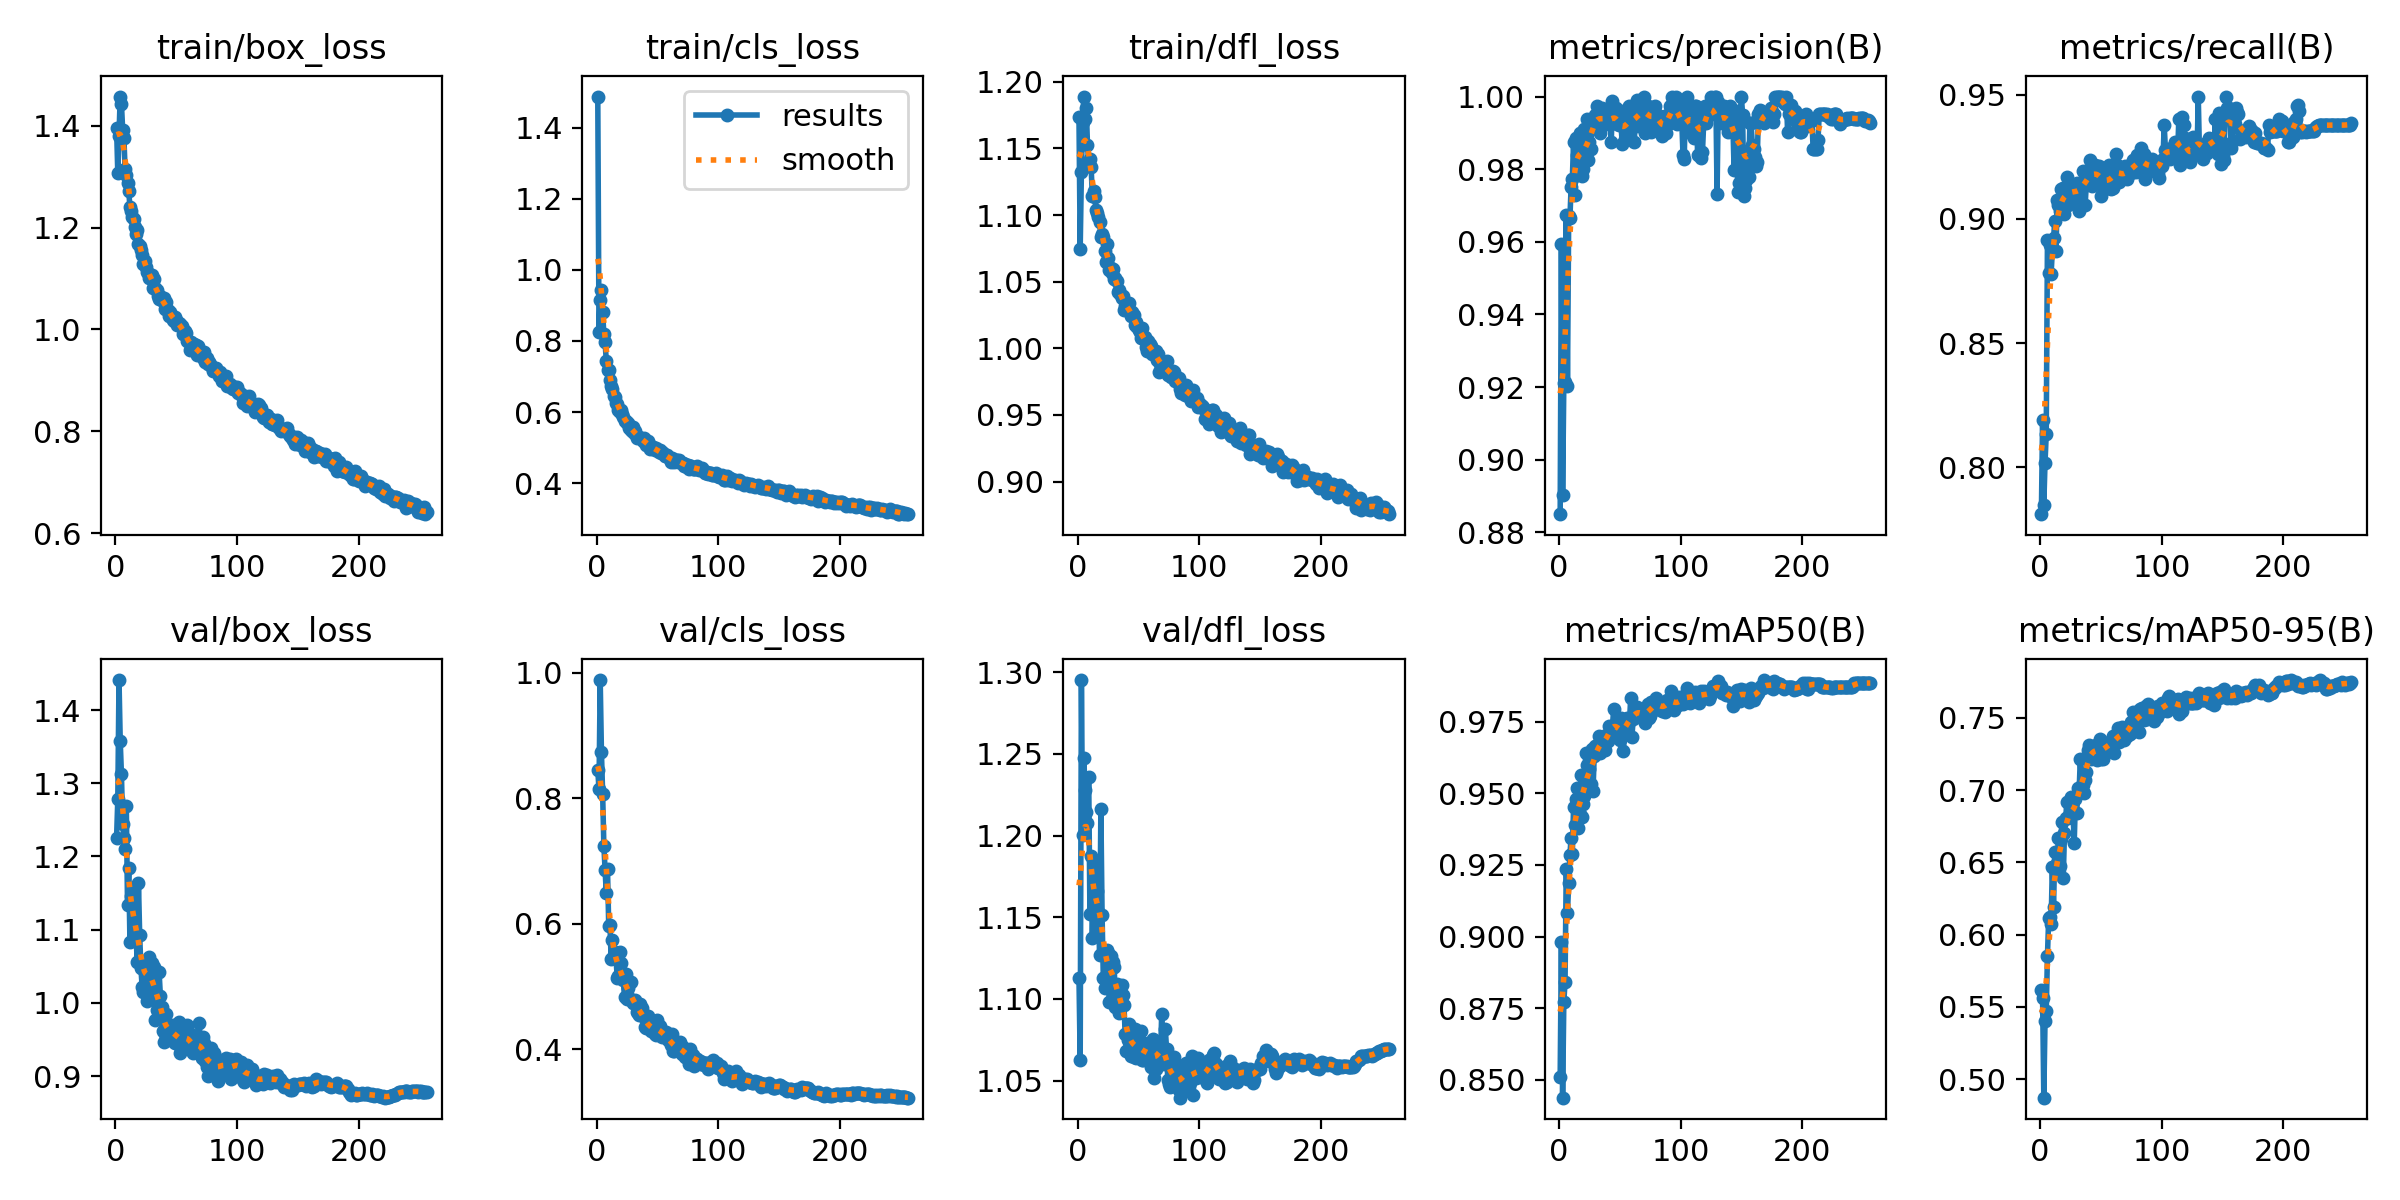 train/box_loss
1.4
1.2
1.0
0.8
0.6
0 100 200
train/cls_loss
results
smooth
1.4
1.2
1.0
0.8
0.6
0.4
0 100 200
train/dfl_loss
1.20
1.15
1.10
1.05
1.00
0.95
0.90
0 100 200
metrics/precision(B)
1.00
0.98
0.96
0.94
0.92
0.90
0.88
0 100 200
metrics/recall(B)
0.95
0.90
0.85
0.80
0 100 200
val/box_loss
1.4
1.3
1.2
1.1
1.0
0.9
0 100 200
val/cls_loss
1.0
0.8
0.6
0.4
0 100 200
val/dfl_loss
1.30
1.25
1.20
1.15
1.10
1.05
0 100 200
metrics/mAP50(B)
0.975
0.950
0.925
0.900
0.875
0.850
0 100 200
metrics/mAP50-95(B)
0.75
0.70
0.65
0.60
0.55
0.50
0 100 200